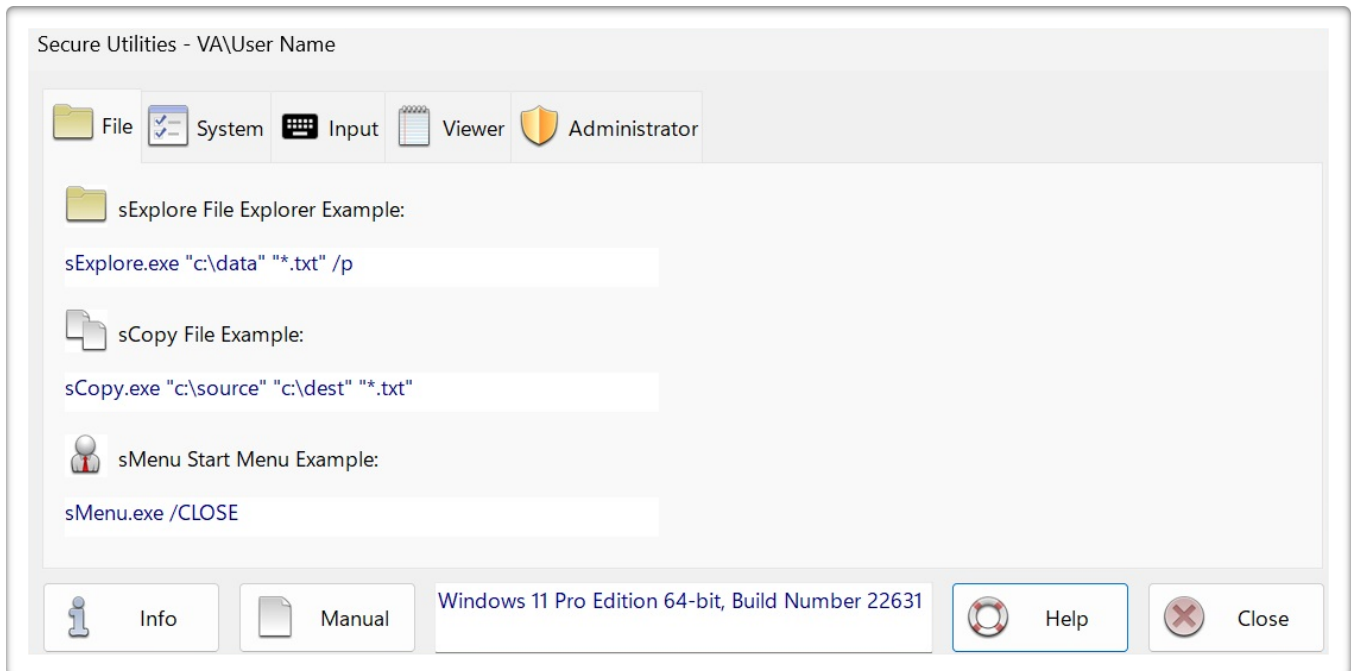 Secure Utilities - VA\User Name
File System Input Viewer Administrator
sExplore File Explorer Example:
sExplore.exe "c:\data" "*.txt" /p
sCopy File Example:
sCopy.exe "c:\source" "c:\dest" "*.txt"
sMenu Start Menu Example:
sMenu.exe /CLOSE
Info Manual Windows 11 Pro Edition 64-bit, Build Number 22631 Help Close